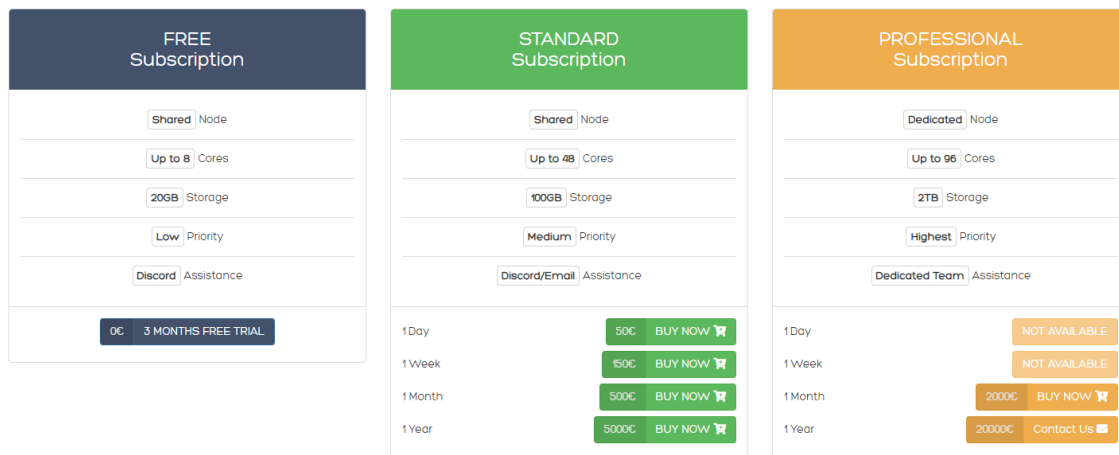 FREE
Subscription
Shared Node
Up to 8 Cores
20GB Storage
Low Priority
Discord Assistance
0€ 3 MONTHS FREE TRIAL
STANDARD
Subscription
Shared Node
Up to 48 Cores
100GB Storage
Medium Priority
Discord/Email Assistance
1 Day 50€ BUY NOW
1 Week 150€ BUY NOW
1 Month 500€ BUY NOW
1 Year 5000€ BUY NOW
PROFESSIONAL
Subscription
Dedicated Node
Up to 96 Cores
2TB Storage
Highest Priority
Dedicated Team Assistance
1 Day NOT AVAILABLE
1 Week NOT AVAILABLE
1 Month 2000€ BUY NOW
1 Year 20000€ Contact Us